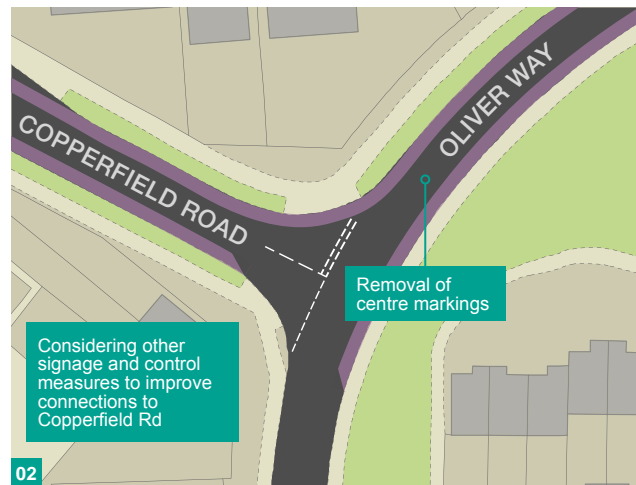 OLIVER WAY
COPPERFIELD ROAD
Removal of
centre markings
Considering other
signage and control
measures to improve
connections to
Copperfield Rd
02